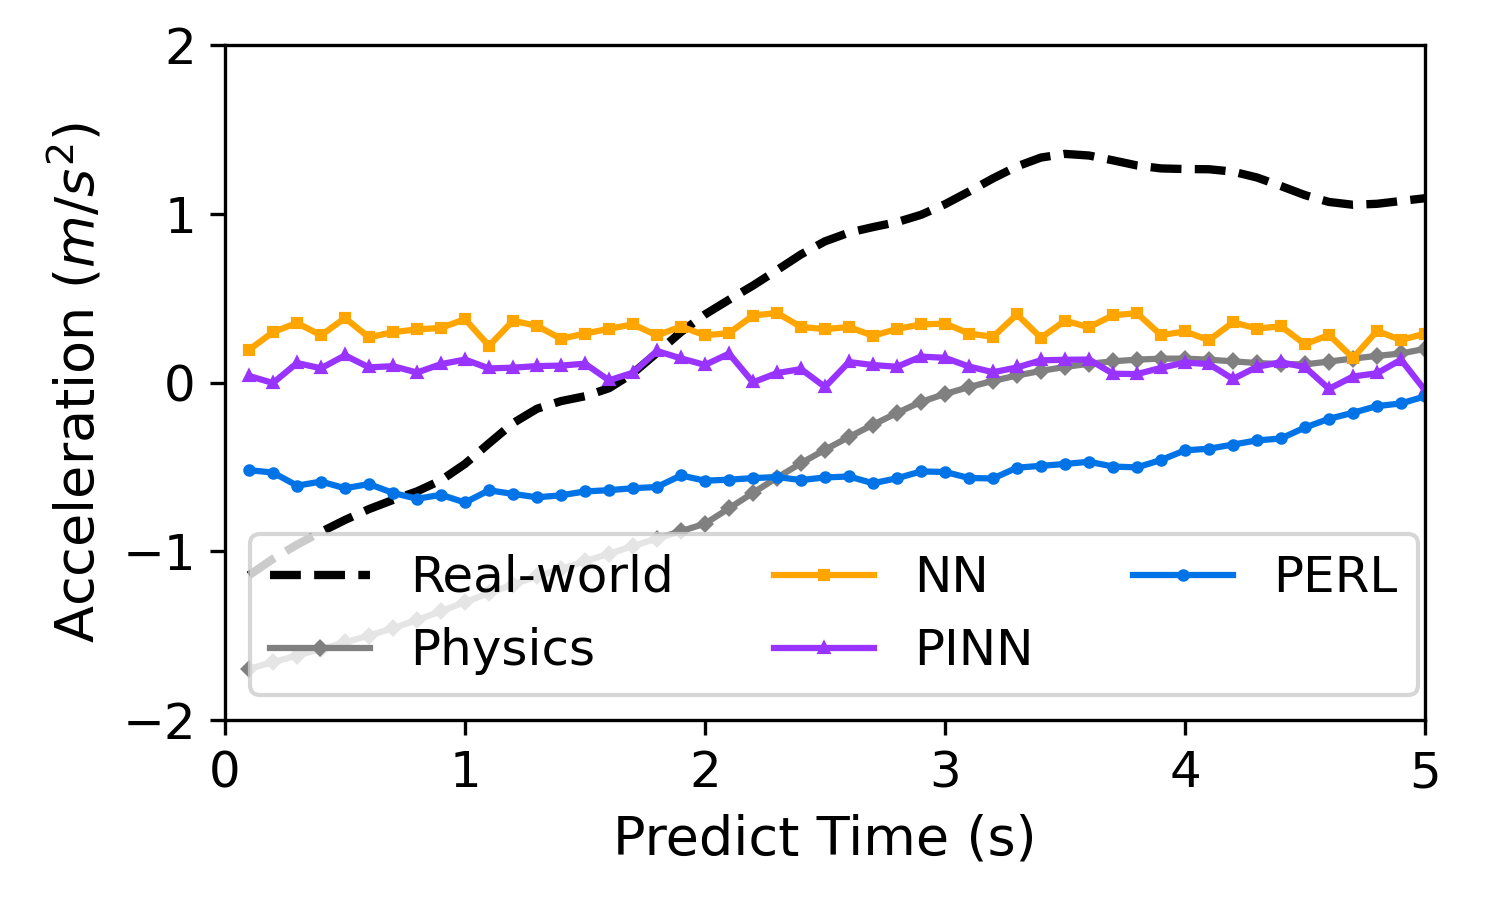 2
1
0
−1
−2
Acceleration (m/s²)
Real-world
NN
PERL
Physics
PINN
0 1 2 3 4 5
Predict Time (s)